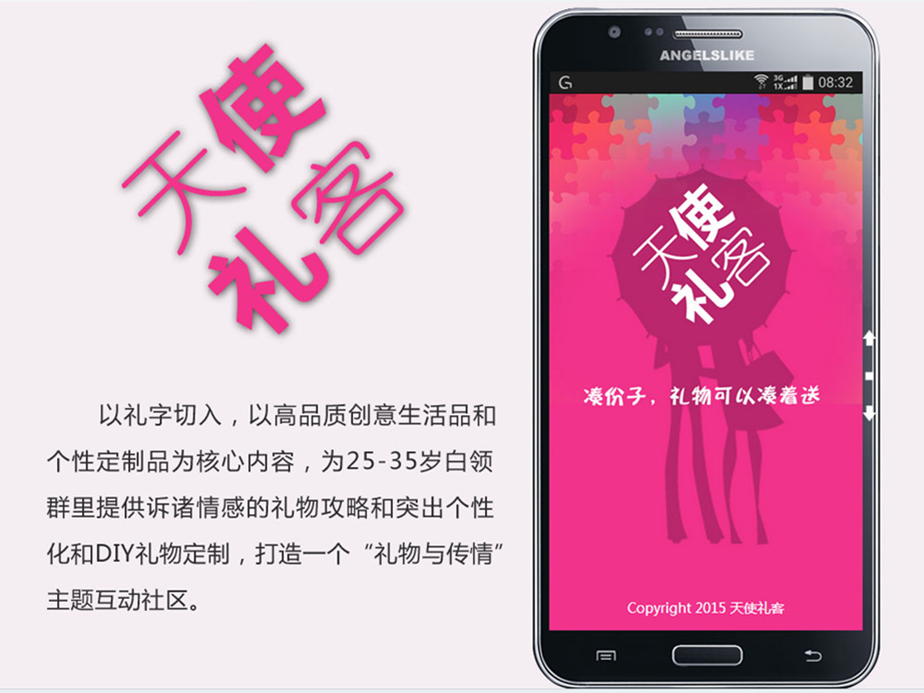 天使
礼客
以礼字切入，以高品质创意生活品和
个性定制品为核心内容，为25-35岁白领
群里提供诉诸情感的礼物攻略和突出个性
化和DIY礼物定制，打造一个“礼物与传情”
主题互动社区。
ANGELSLIKE
3G
1X
08:32
天使
礼客
凑份子，礼物可以凑着送
Copyright 2015 天使礼客